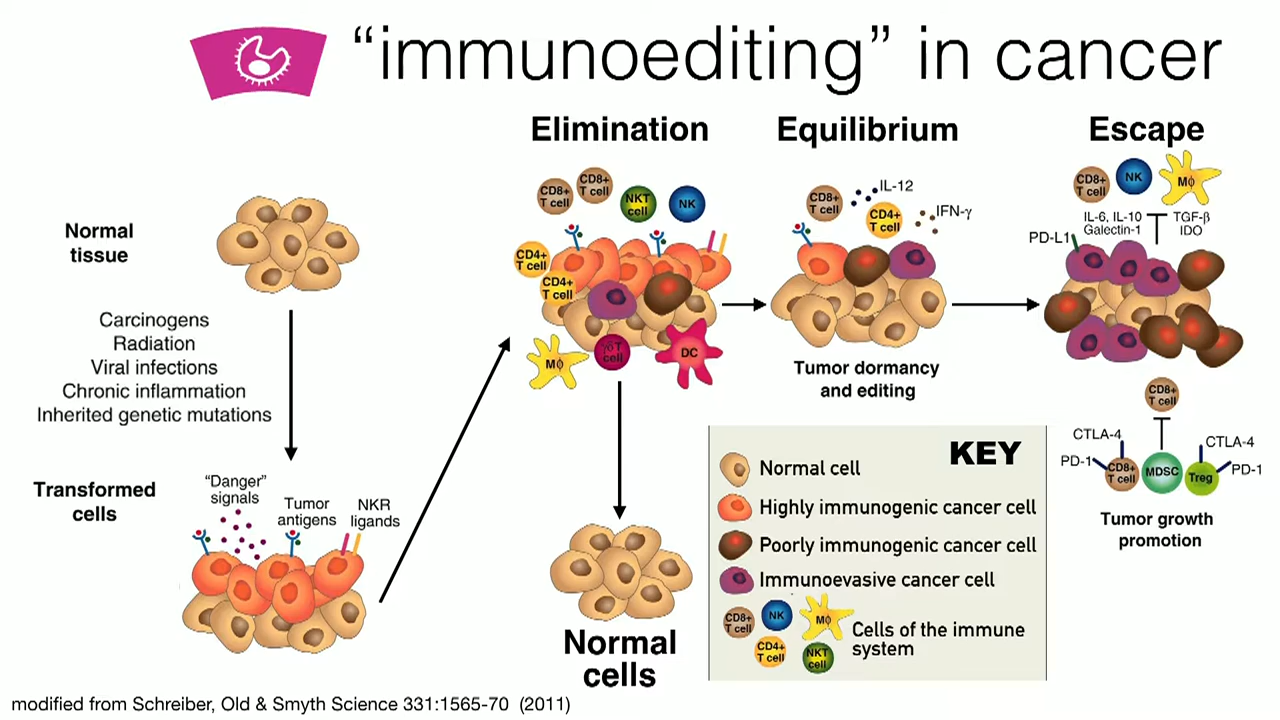 “immunoediting” in cancer
Elimination
Equilibrium
Escape
Normal
tissue
Carcinogens
Radiation
Viral infections
Chronic inflammation
Inherited genetic mutations
Transformed
cells
“Danger”
signals
Tumor
antigens
NKR
ligands
CD8+
T cell
CD8+
T cell
NKT
cell
NK
CD4+
T cell
CD4+
T cell
Mϕ
γδT
cell
DC
Normal
cells
CD8+
T cell
IL-12
CD4+
T cell
IFN-γ
Tumor dormancy
and editing
CD8+
T cell
NK
Mϕ
IL-6, IL-10
Galectin-1
TGF-β
IDO
PD-L1
CD8+
T cell
CTLA-4
PD-1
CD8+
T cell
MDSC
Treg
CTLA-4
PD-1
Tumor growth
promotion
KEY
Normal cell
Highly immunogenic cancer cell
Poorly immunogenic cancer cell
Immunoevasive cancer cell
CD8+
T cell
NK
Mϕ
CD4+
T cell
NKT
cell
Cells of the immune
system
modified from Schreiber, Old & Smyth Science 331:1565-70 (2011)